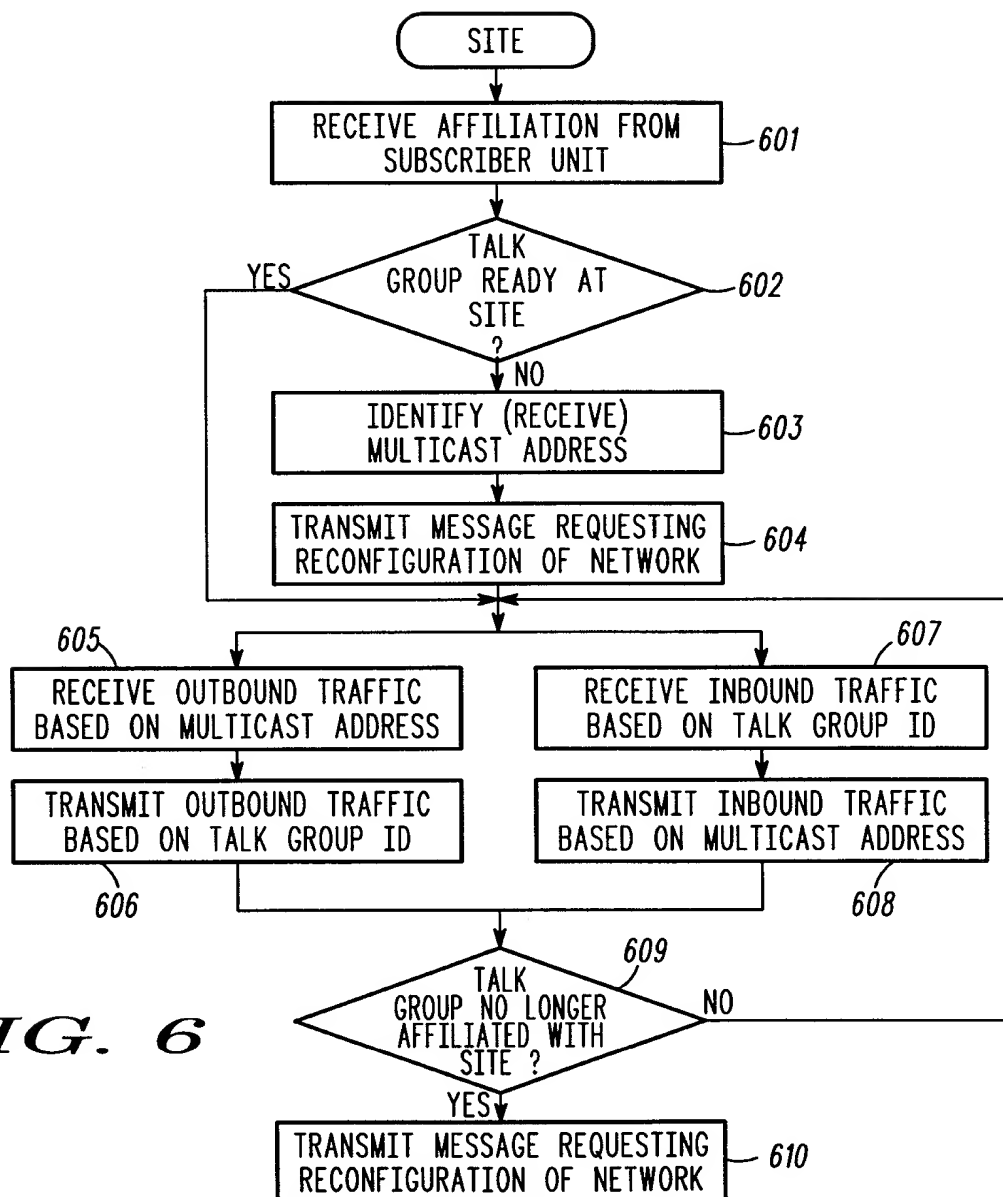 SITE
RECEIVE AFFILIATION FROM
SUBSCRIBER UNIT
601
TALK
GROUP READY AT
SITE
?
YES
602
NO
IDENTIFY (RECEIVE)
MULTICAST ADDRESS
603
TRANSMIT MESSAGE REQUESTING
RECONFIGURATION OF NETWORK
604
605
RECEIVE OUTBOUND TRAFFIC
BASED ON MULTICAST ADDRESS
607
RECEIVE INBOUND TRAFFIC
BASED ON TALK GROUP ID
TRANSMIT OUTBOUND TRAFFIC
BASED ON TALK GROUP ID
606
TRANSMIT INBOUND TRAFFIC
BASED ON MULTICAST ADDRESS
608
609
TALK
GROUP NO LONGER
AFFILIATED WITH
SITE ?
NO
IG. 6
YES
TRANSMIT MESSAGE REQUESTING
RECONFIGURATION OF NETWORK
610